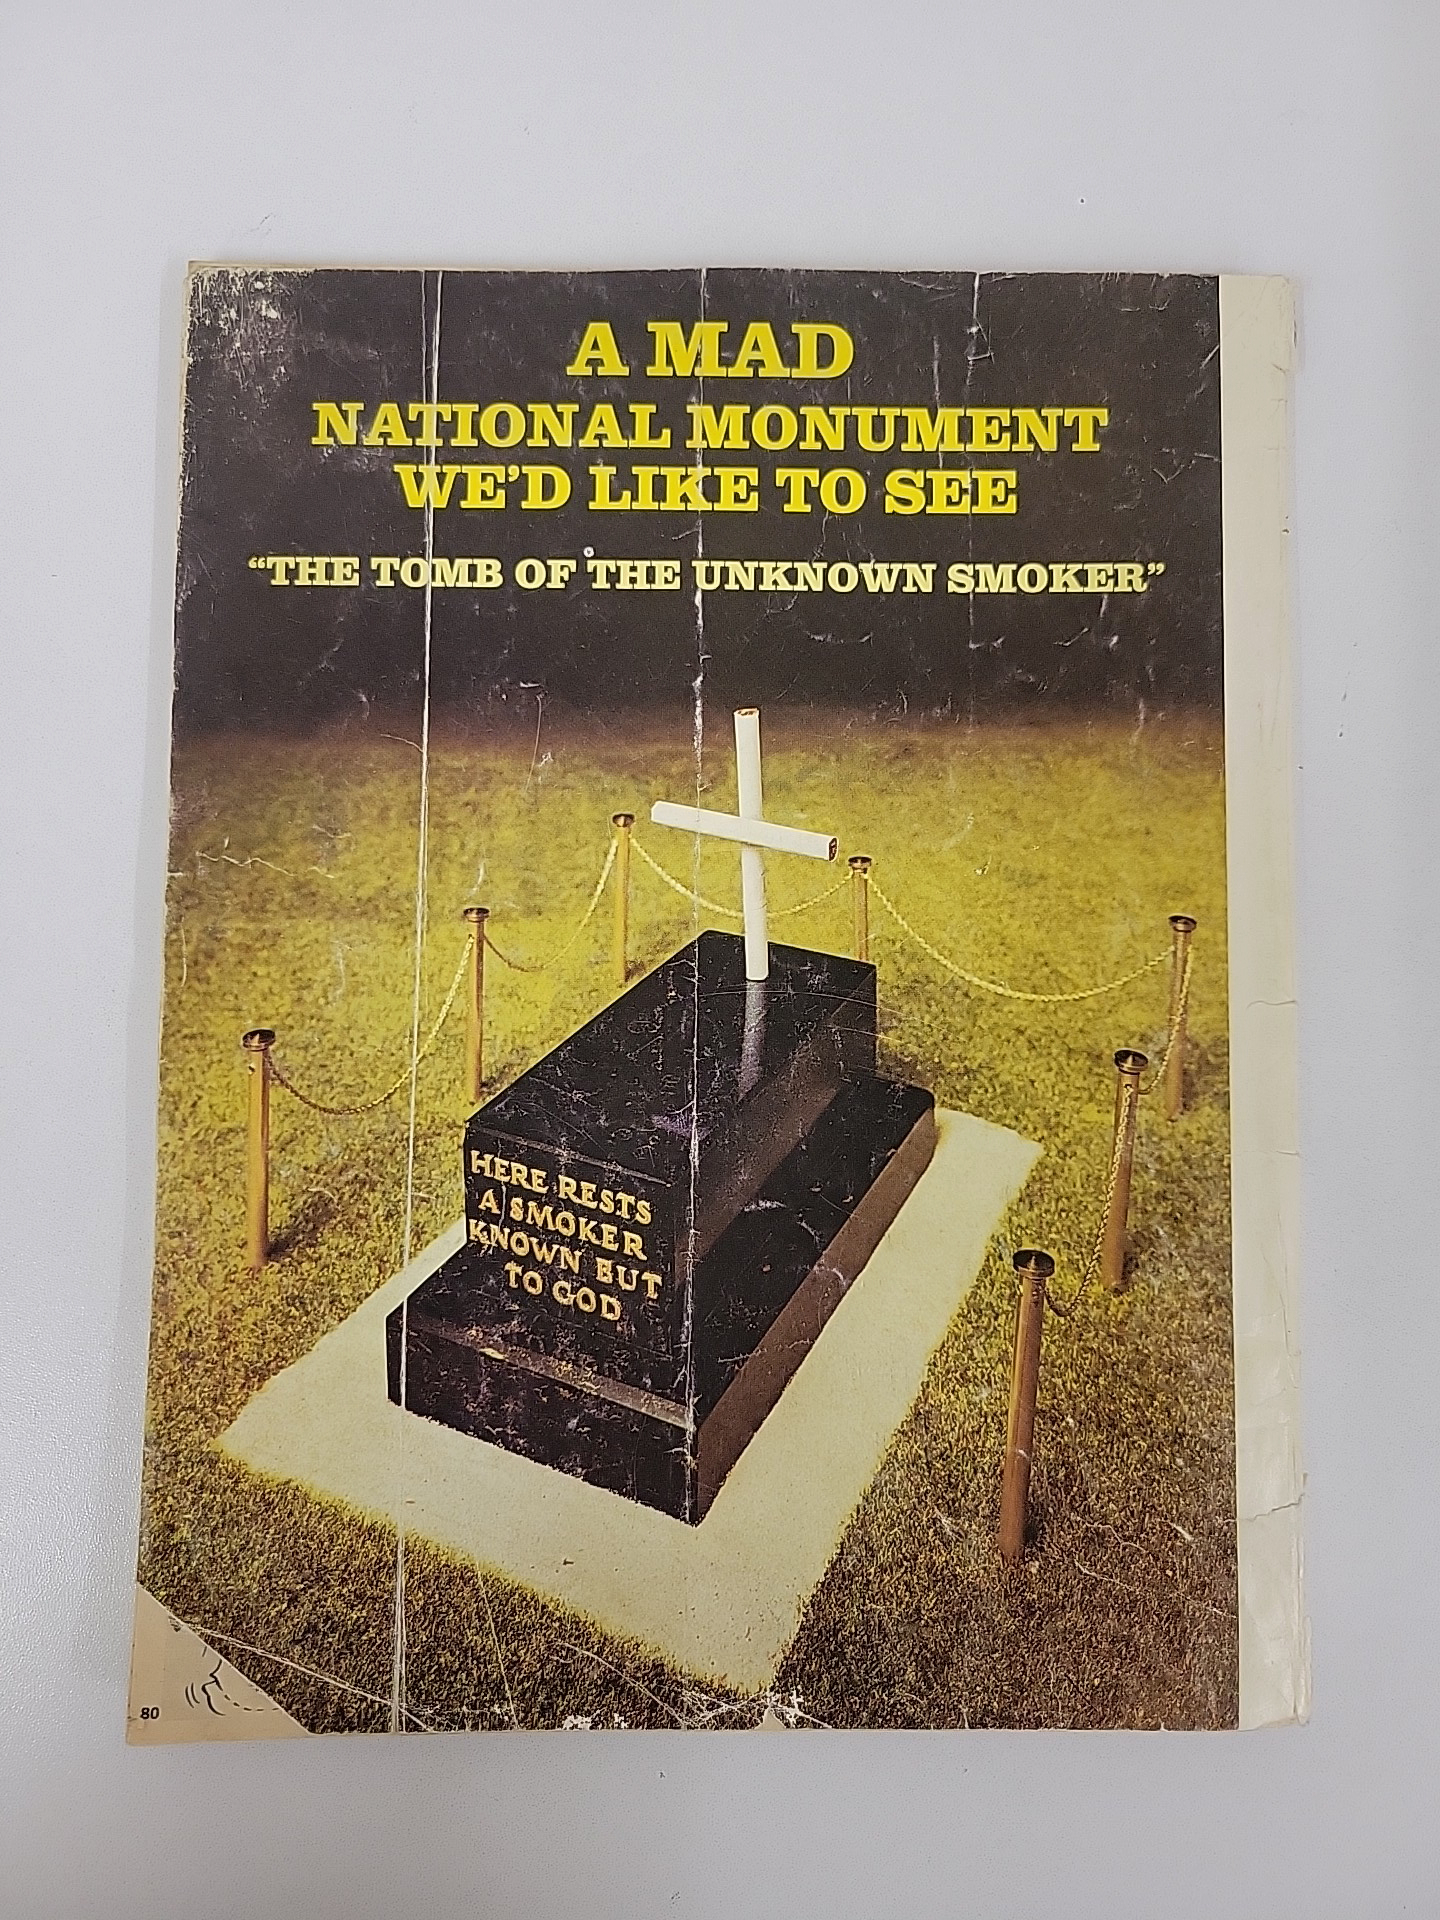 A MAD
NATIONAL MONUMENT
WE'D LIKE TO SEE
“THE TOMB OF THE UNKNOWN SMOKER”
HERE RESTS
A SMOKER
KNOWN BUT
TO GOD
80